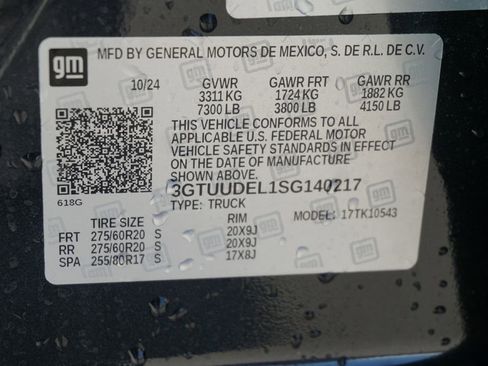 gm
MFD BY GENERAL MOTORS DE MEXICO, S. DE R.L. DE C.V.
10/24 GVWR GAWR FRT GAWR RR
3311 KG 1724 KG 1882 KG
7300 LB 3800 LB 4150 LB
THIS VEHICLE CONFORMS TO ALL
APPLICABLE U.S. FEDERAL MOTOR
VEHICLE SAFETY STANDARDS IN EFFECT
ON THE DATE OF MANUFACTURE
SHOWN ABOVE.
3GTUUDEL1SG140217
618G TYPE: TRUCK MODEL: 17TK10543
TIRE SIZE RIM
FRT 275/60R20 S 20X9J
RR 275/60R20 S 20X9J
SPA 255/80R17 S 17X8J